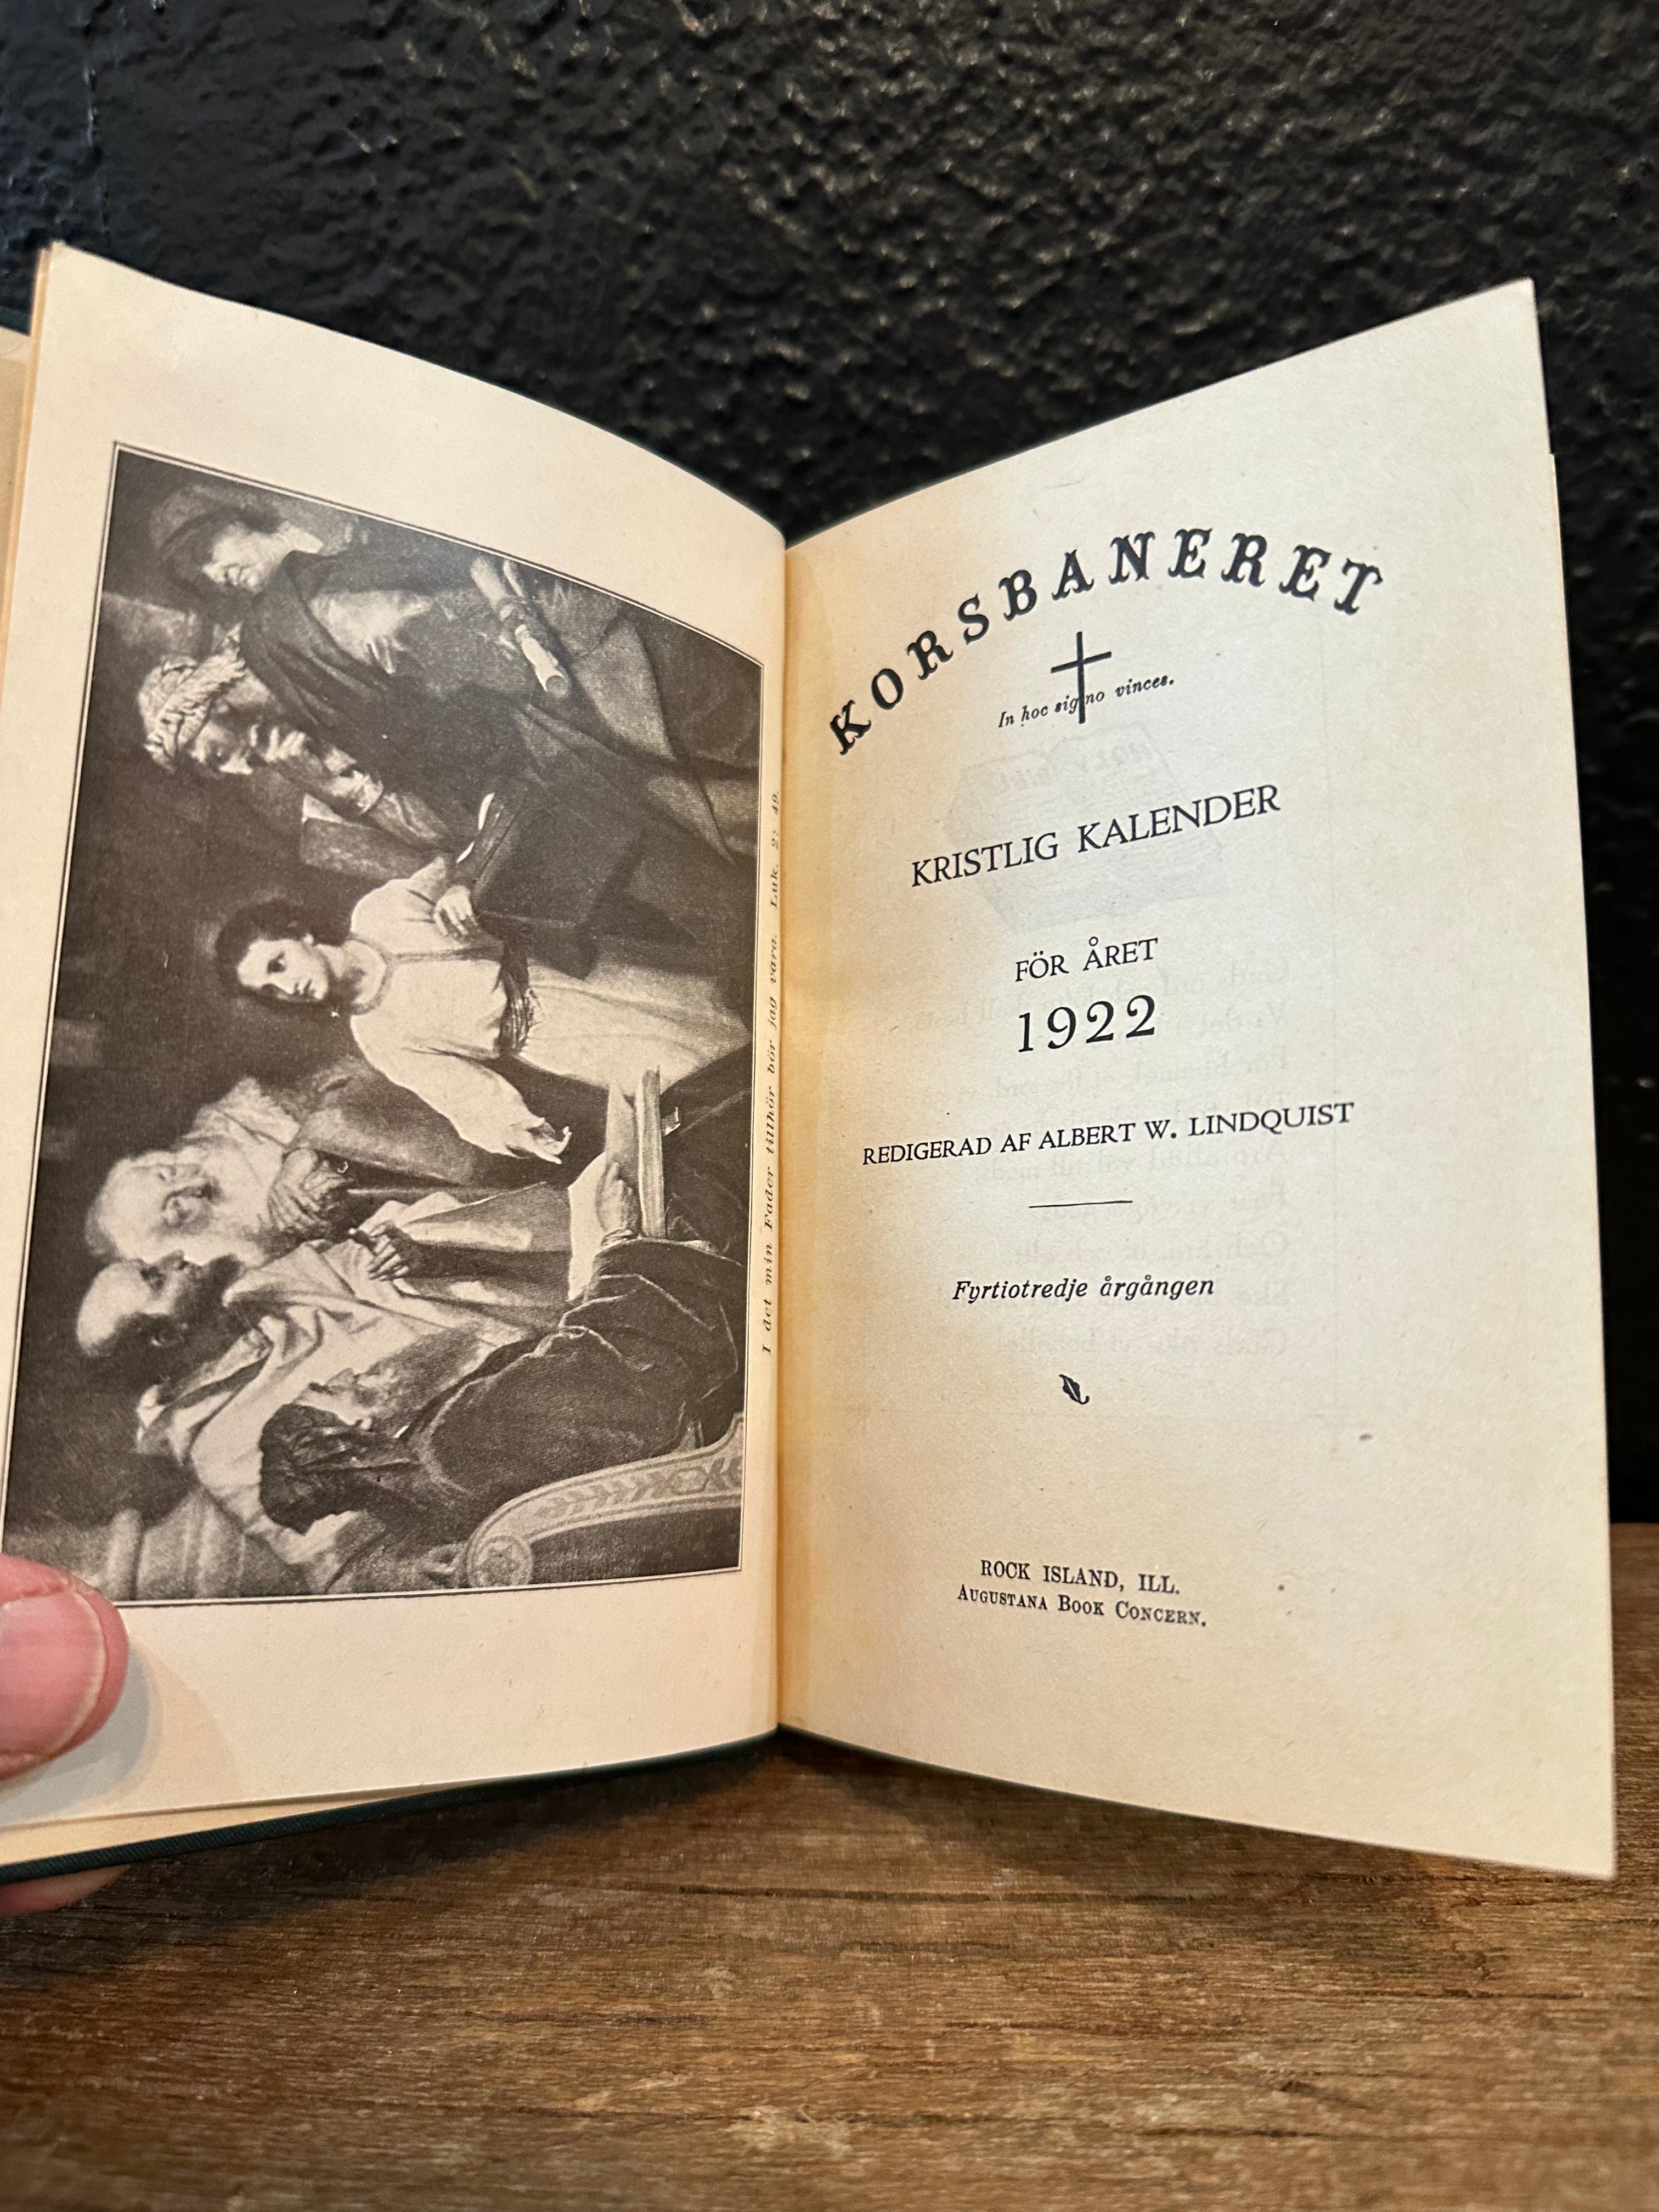 I det min Fader tillhör bör jag vara. Luk. 2: 49.
KORSBANERET
In hoc signo vinces.
KRISTLIG KALENDER
FÖR ÅRET
1922
REDIGERAD AF ALBERT W. LINDQUIST
Fyrtiotredje årgången
ROCK ISLAND, ILL.
AUGUSTANA BOOK CONCERN.